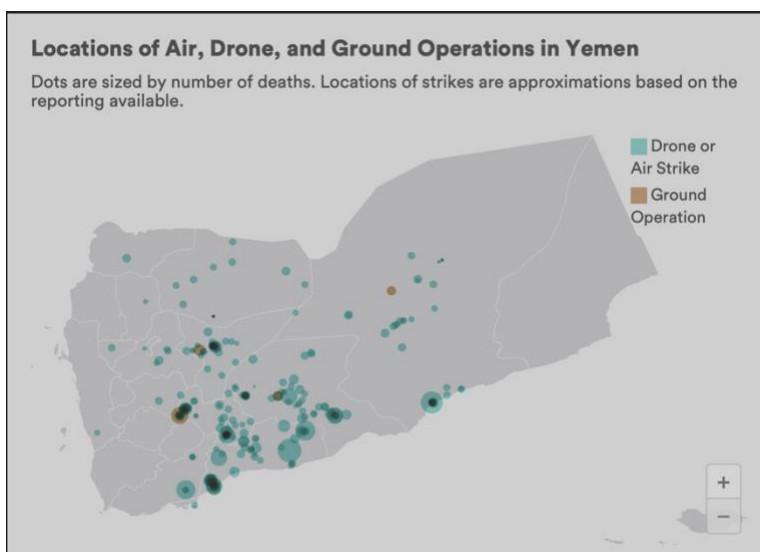 Locations of Air, Drone, and Ground Operations in Yemen
Dots are sized by number of deaths. Locations of strikes are approximations based on the
reporting available.
Drone or
Air Strike
Ground
Operation
+
−